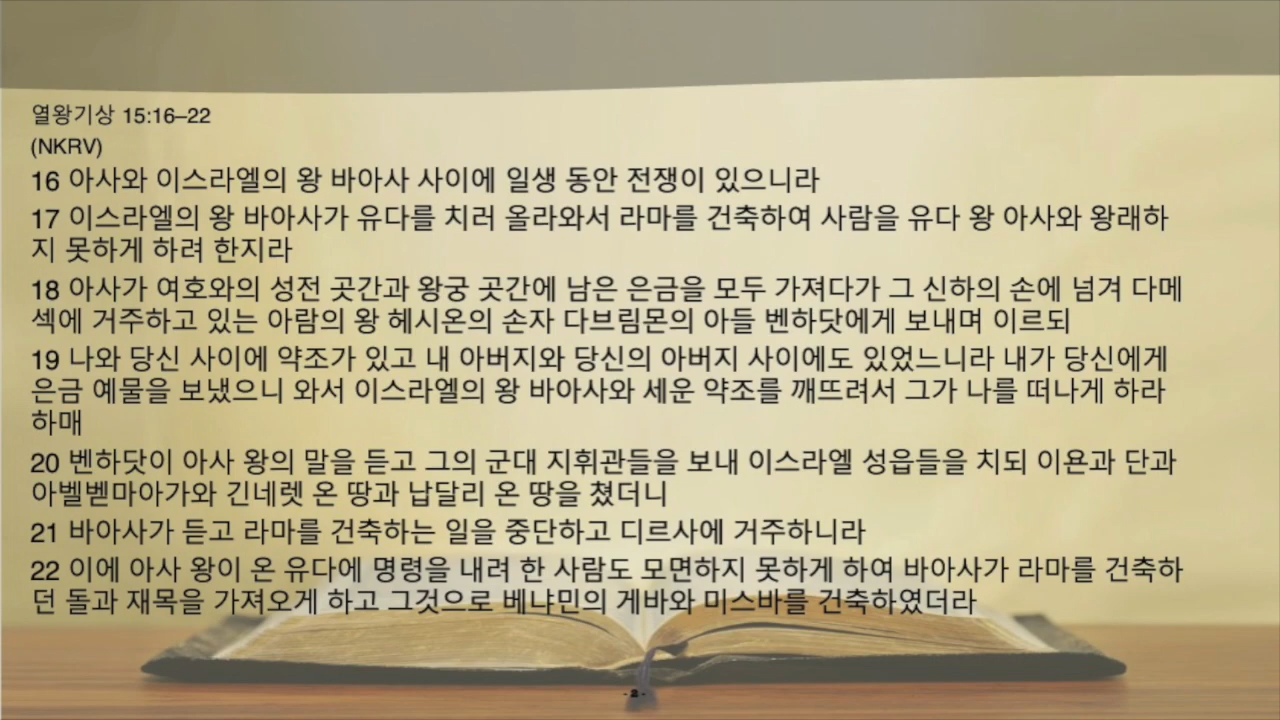 열왕기상 15:16–22
(NKRV)
16 아사와 이스라엘의 왕 바아사 사이에 일생 동안 전쟁이 있으니라
17 이스라엘의 왕 바아사가 유다를 치러 올라와서 라마를 건축하여 사람을 유다 왕 아사와 왕래하
지 못하게 하려 한지라
18 아사가 여호와의 성전 곳간과 왕궁 곳간에 남은 은금을 모두 가져다가 그 신하의 손에 넘겨 다메
섹에 거주하고 있는 아람의 왕 헤시온의 손자 다브림몬의 아들 벤하닷에게 보내며 이르되
19 나와 당신 사이에 약조가 있고 내 아버지와 당신의 아버지 사이에도 있었느니라 내가 당신에게
은금 예물을 보냈으니 와서 이스라엘의 왕 바아사와 세운 약조를 깨뜨려서 그가 나를 떠나게 하라
하매
20 벤하닷이 아사 왕의 말을 듣고 그의 군대 지휘관들을 보내 이스라엘 성읍들을 치되 이욘과 단과
아벨벧마아가와 긴네렛 온 땅과 납달리 온 땅을 쳤더니
21 바아사가 듣고 라마를 건축하는 일을 중단하고 디르사에 거주하니라
22 이에 아사 왕이 온 유다에 명령을 내려 한 사람도 모면하지 못하게 하여 바아사가 라마를 건축하
던 돌과 재목을 가져오게 하고 그것으로 베냐민의 게바와 미스바를 건축하였더라
- 2 -